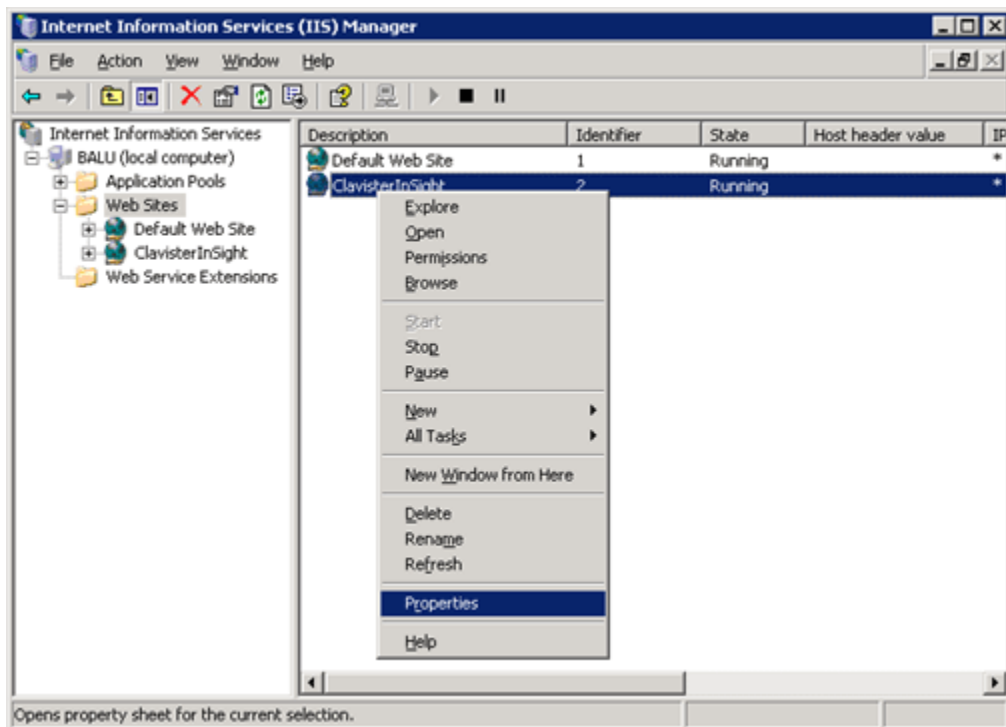 Internet Information Services (IIS) Manager
File Action View Window Help
Internet Information Services
BALU (local computer)
Application Pools
Web Sites
Default Web Site
ClavisterInSight
Web Service Extensions
Description Identifier State Host header value IP
Default Web Site 1 Running *
ClavisterInSight 2 Running *
Explore
Open
Permissions
Browse
Start
Stop
Pause
New
All Tasks
New Window from Here
Delete
Rename
Refresh
Properties
Help
Opens property sheet for the current selection.